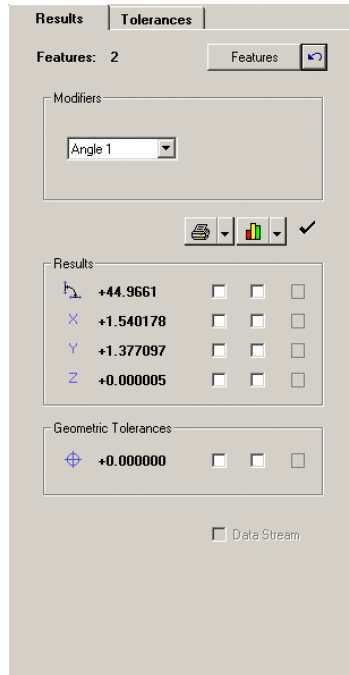 Results Tolerances
Features: 2 Features
Modifiers
Angle 1
Results
+44.9661
X +1.540178
Y +1.377097
Z +0.000005
Geometric Tolerances
+0.000000
Data Stream